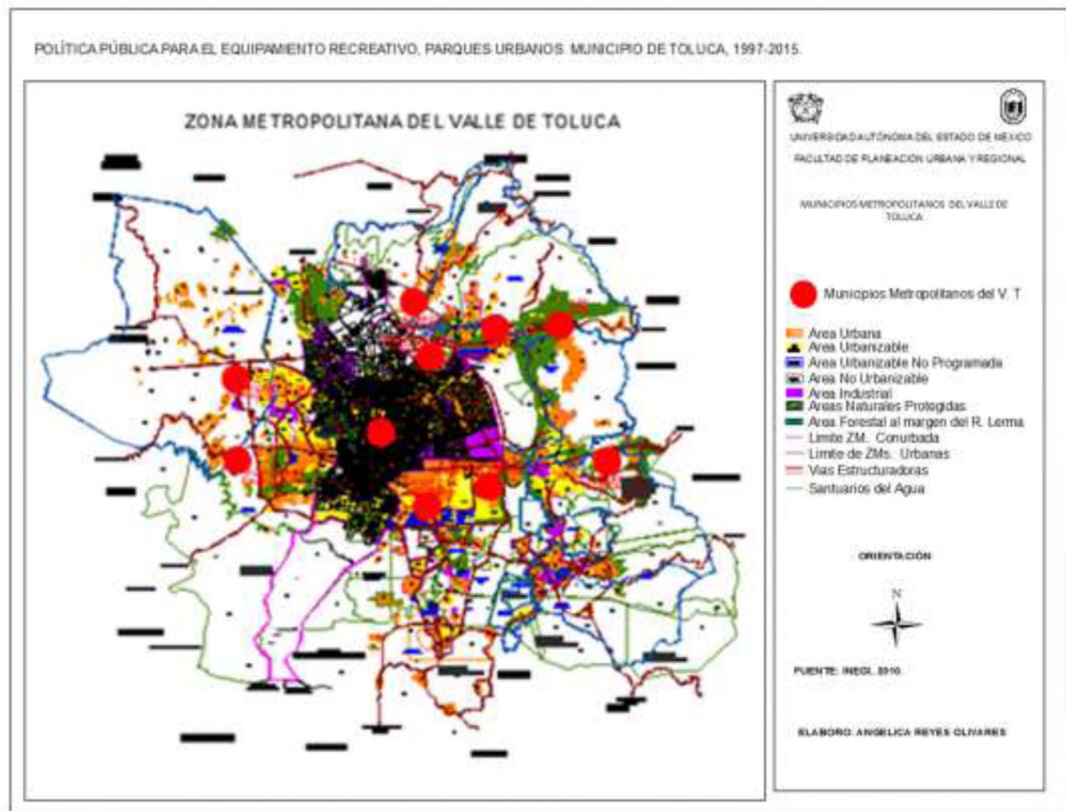 POLÍTICA PÚBLICA PARA EL EQUIPAMIENTO RECREATIVO, PARQUES URBANOS. MUNICIPIO DE TOLUCA, 1997-2015.
ZONA METROPOLITANA DEL VALLE DE TOLUCA
UNIVERSIDAD AUTÓNOMA DEL ESTADO DE MÉXICO
FACULTAD DE PLANEACIÓN URBANA Y REGIONAL
MUNICIPIOS METROPOLITANOS DEL VALLE DE
TOLUCA
Municipios Metropolitanos del V. T
Area Urbana
Area Urbanizable
Area Urbanizable No Programada
Area No Urbanizable
Area Industrial
Areas Naturales Protegidas
Area Forestal al margen del R. Lerma
Limite ZM. Conurbada
Limite de ZMs. Urbanas
Vias Estructuradoras
Santuarios del Agua
ORIENTACIÓN
N
FUENTE: INEGI, 2010.
ELABORO: ANGELICA REYES OLIVARES